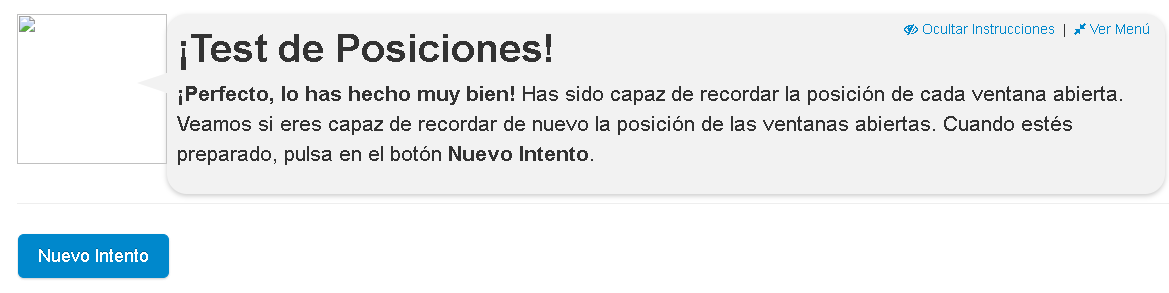 Ocultar Instrucciones | Ver Menú
¡Test de Posiciones!
¡Perfecto, lo has hecho muy bien! Has sido capaz de recordar la posición de cada ventana abierta.
Veamos si eres capaz de recordar de nuevo la posición de las ventanas abiertas. Cuando estés
preparado, pulsa en el botón Nuevo Intento.
Nuevo Intento